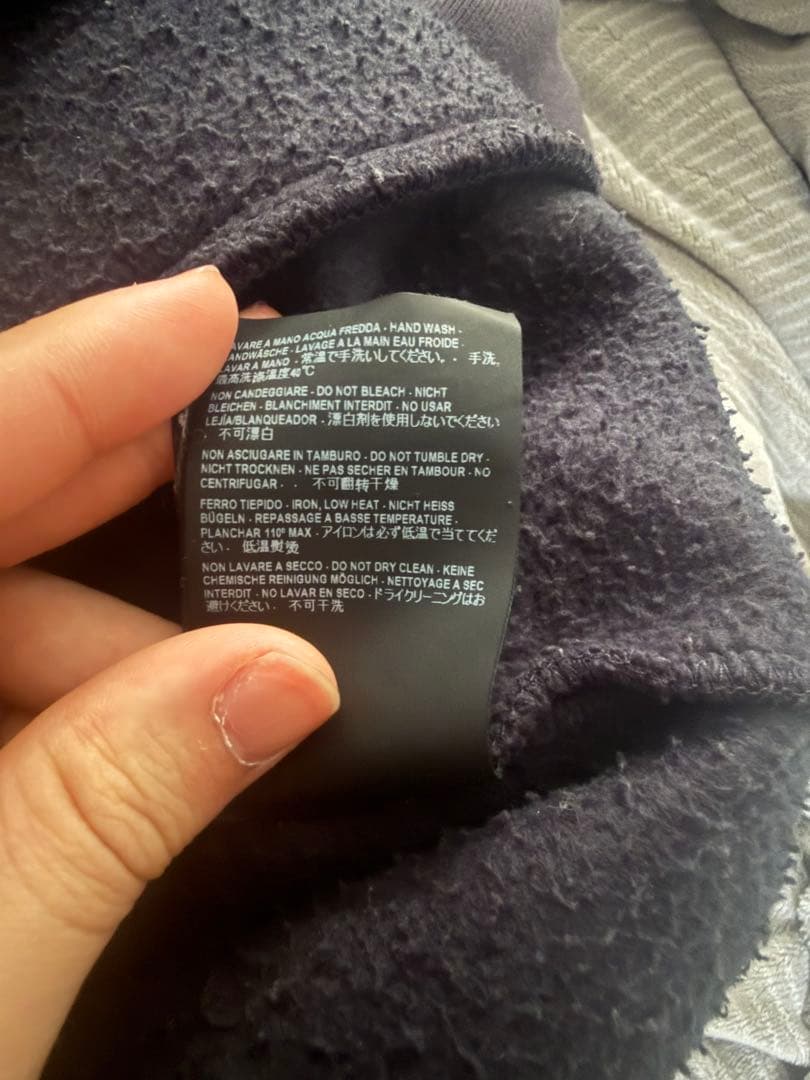 AVARE A MANO ACQUA FREDDA - HAND WASH -
ANDWÄSCHE - LAVAGE A LA MAIN EAU FROIDE -
AVAR A MANO - 常温で手洗いしてください。 - 手洗,
最高洗涤温度40℃
NON CANDEGGIARE - DO NOT BLEACH - NICHT
BLEICHEN - BLANCHIMENT INTERDIT - NO USAR
LEJÍA/BLANQUEADOR - 漂白剤を使用しないでください
- 不可漂白
NON ASCIUGARE IN TAMBURO - DO NOT TUMBLE DRY -
NICHT TROCKNEN - NE PAS SECHER EN TAMBOUR - NO
CENTRIFUGAR - - 不可翻转干燥
FERRO TIEPIDO - IRON, LOW HEAT - NICHT HEISS
BÜGELN - REPASSAGE A BASSE TEMPERATURE -
PLANCHAR 110º MAX - アイロンは必ず低温で当ててくだ
さい - 低温熨烫
NON LAVARE A SECCO - DO NOT DRY CLEAN - KEINE
CHEMISCHE REINIGUNG MÖGLICH - NETTOYAGE A SEC
INTERDIT - NO LAVAR EN SECO - ドライクリーニングはお
避けください - 不可干洗